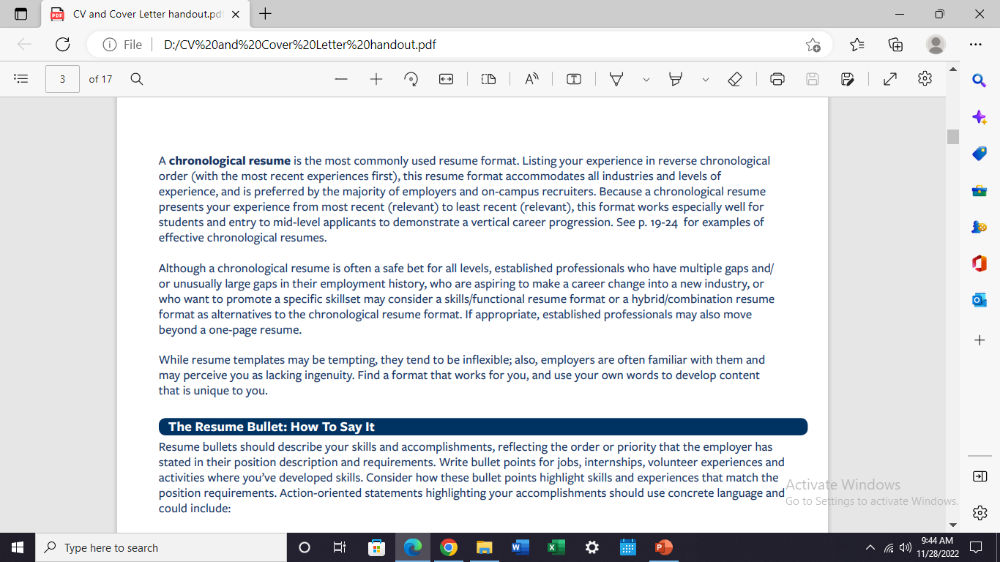 CV and Cover Letter handout.pd
File
D:/CV%20and%20Cover%20Letter%20handout.pdf
3 of 17
A chronological resume is the most commonly used resume format. Listing your experience in reverse chronological
order (with the most recent experiences first), this resume format accommodates all industries and levels of
experience, and is preferred by the majority of employers and on-campus recruiters. Because a chronological resume
presents your experience from most recent (relevant) to least recent (relevant), this format works especially well for
students and entry to mid-level applicants to demonstrate a vertical career progression. See p. 19-24 for examples of
effective chronological resumes.
Although a chronological resume is often a safe bet for all levels, established professionals who have multiple gaps and/
or unusually large gaps in their employment history, who are aspiring to make a career change into a new industry, or
who want to promote a specific skillset may consider a skills/functional resume format or a hybrid/combination resume
format as alternatives to the chronological resume format. If appropriate, established professionals may also move
beyond a one-page resume.
While resume templates may be tempting, they tend to be inflexible; also, employers are often familiar with them and
may perceive you as lacking ingenuity. Find a format that works for you, and use your own words to develop content
that is unique to you.
The Resume Bullet: How To Say It
Resume bullets should describe your skills and accomplishments, reflecting the order or priority that the employer has
stated in their position description and requirements. Write bullet points for jobs, internships, volunteer experiences and
activities where you've developed skills. Consider how these bullet points highlight skills and experiences that match the
position requirements. Action-oriented statements highlighting your accomplishments should use concrete language and
could include:
Activate Windows
Go to Settings to activate Windows.
Type here to search
9:44 AM
11/28/2022